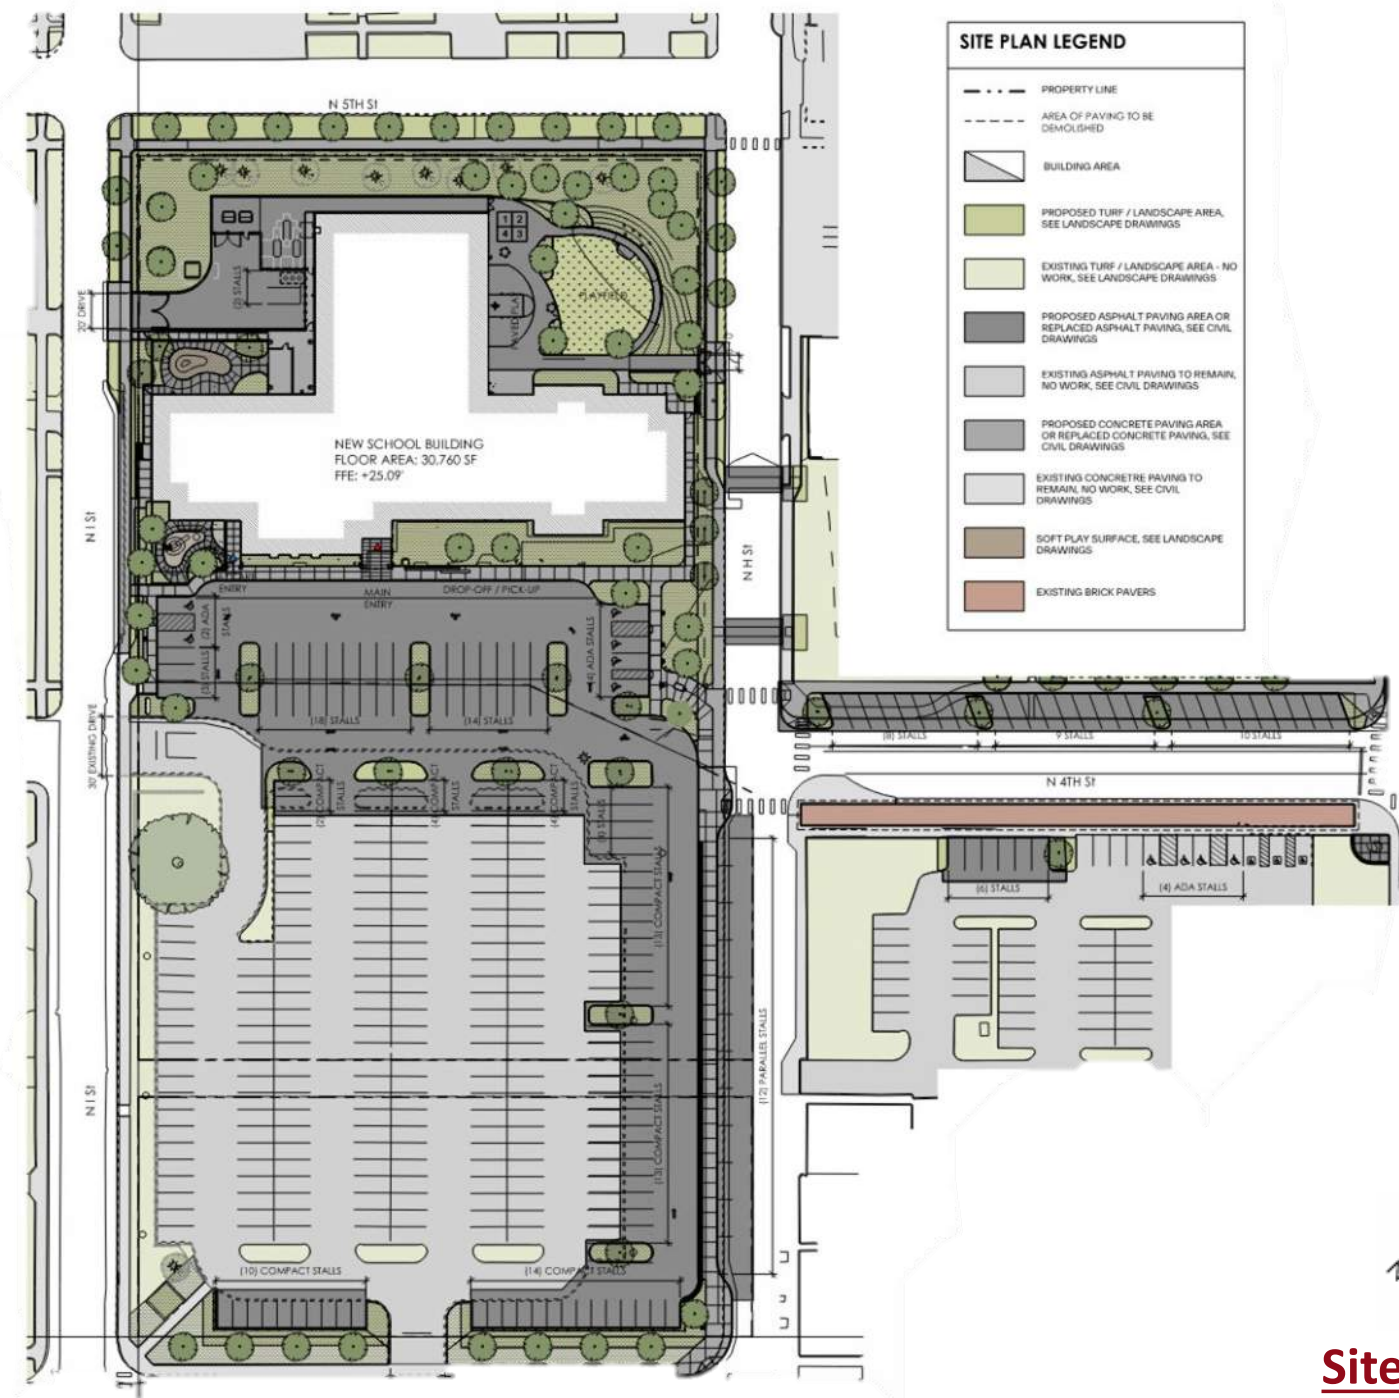 SITE PLAN LEGEND
PROPERTY LINE
AREA OF PAVING TO BE
DEMOLISHED
BUILDING AREA
PROPOSED TURF / LANDSCAPE AREA,
SEE LANDSCAPE DRAWINGS
EXISTING TURF / LANDSCAPE AREA - NO
WORK, SEE LANDSCAPE DRAWINGS
PROPOSED ASPHALT PAVING AREA OR
REPLACED ASPHALT PAVING, SEE CIVIL
DRAWINGS
EXISTING ASPHALT PAVING TO REMAIN,
NO WORK, SEE CIVIL DRAWINGS
PROPOSED CONCRETE PAVING AREA
OR REPLACED CONCRETE PAVING, SEE
CIVIL DRAWINGS
EXISTING CONCRETRE PAVING TO
REMAIN, NO WORK, SEE CIVIL
DRAWINGS
SOFT PLAY SURFACE, SEE LANDSCAPE
DRAWINGS
EXISTING BRICK PAVERS
N 5TH St
1 2
4 3
(2) STALLS
20' DRIVE
PLAYFIELD
NEW SCHOOL BUILDING
FLOOR AREA: 30,760 SF
FFE: +25.09'
N I St
N H St
ENTRY
MAIN
ENTRY
DROP-OFF / PICK-UP
(2) ADA
STALLS
(3) STALLS
(4) ADA STALLS
(18) STALLS
(14) STALLS
30' EXISTING DRIVE
(8) STALLS
9 STALLS
10 STALLS
N 4TH St
(2) COMPACT
STALLS
(4) COMPACT
STALLS
(4) COMPACT
STALLS
(13) COMPACT STALLS
(6) STALLS
(4) ADA STALLS
(12) PARALLEL STALLS
N I St
(13) COMPACT STALLS
(10) COMPACT STALLS
(14) COMPACT STALLS
Site